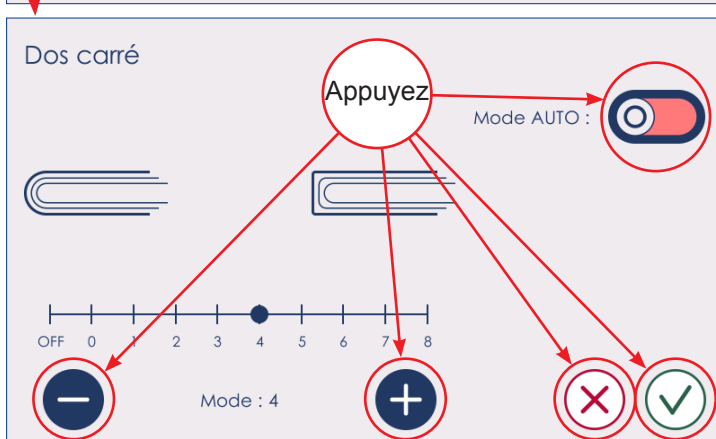 Dos carré
Appuyez
Mode AUTO :
OFF 0 1 2 3 4 5 6 7 8
Mode : 4